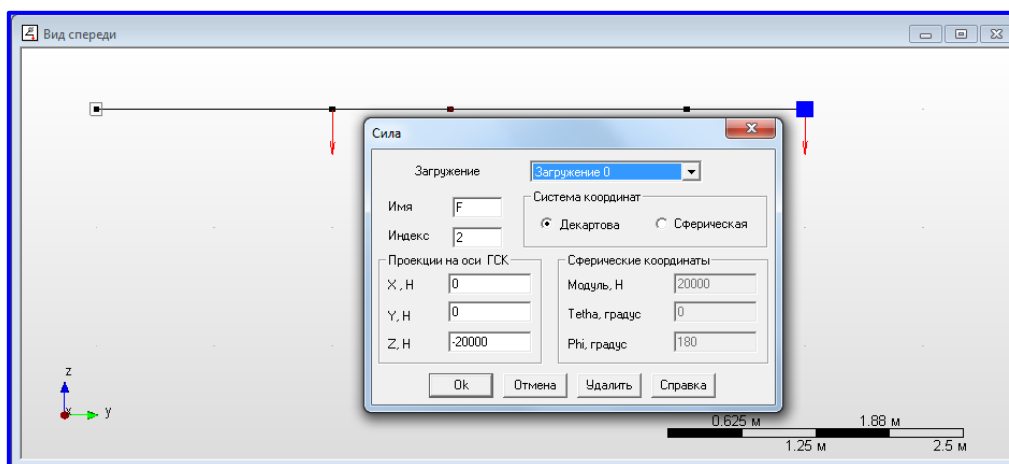 Вид спереди
Сила
Загружение Загружение 0
Имя F
Индекс 2
Система координат
Декартова Сферическая
Проекции на оси ГСК
X , Н 0
Y, Н 0
Z, Н -20000
Сферические координаты
Модуль, Н 20000
Tetha, градус 0
Phi, градус 180
Ok Отмена Удалить Справка
z
x y
0.625 м 1.88 м
1.25 м 2.5 м